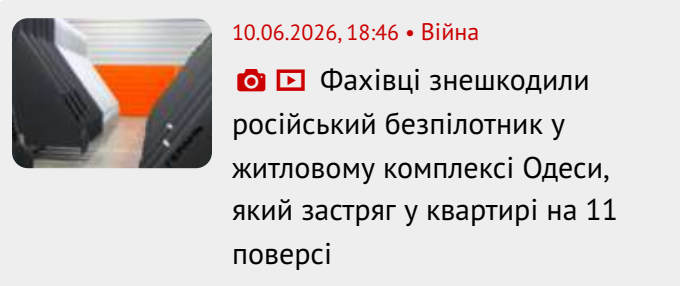 10.06.2026, 18:46 • Війна
Фахівці знешкодили
російський безпілотник у
житловому комплексі Одеси,
який застряг у квартирі на 11
поверсі